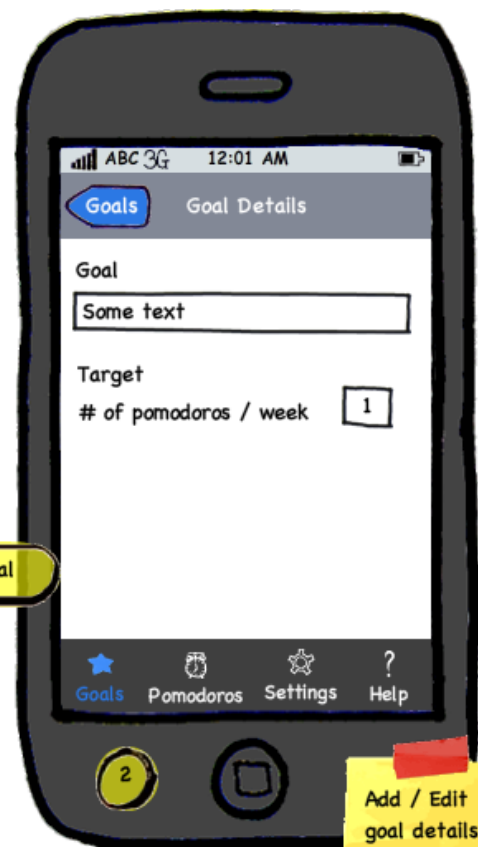 ABC 3G 12:01 AM
Goals Goal Details
Goal
Some text
Target
# of pomodoros / week 1
al
Goals Pomodoros Settings Help
?
2
Add / Edit
goal details